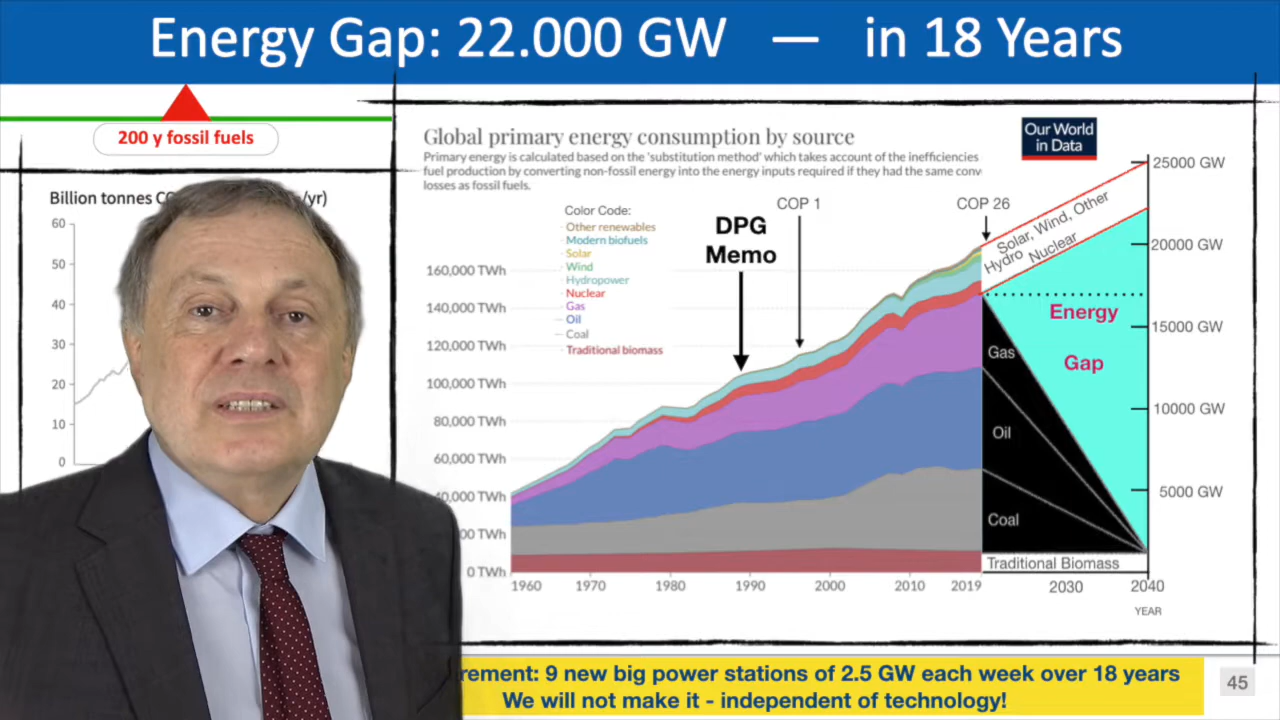 Energy Gap: 22.000 GW — in 18 Years
200 y fossil fuels
Billion tonnes
/yr)
60
50
40
30
20
10
0
Global primary energy consumption by source
Primary energy is calculated based on the 'substitution method' which takes account of the inefficiencies
fuel production by converting non-fossil energy into the energy inputs required if they had the same conv
losses as fossil fuels.
Our World
in Data
Color Code:
Other renewables
Modern biofuels
Solar
Wind
Hydropower
Nuclear
Gas
Oil
Coal
Traditional biomass
DPG
Memo
COP 1
COP 26
160,000 TWh
140,000 TWh
120,000 TWh
100,000 TWh
80,000 TWh
60,000 TWh
40,000 TWh
00 TWh
0 TWh
1960
1970
1980
1990
2000
2010
2019
2030
2040
YEAR
Solar, Wind, Other
Hydro Nuclear
Energy
Gap
Gas
Oil
Coal
Traditional Biomass
25000 GW
20000 GW
15000 GW
10000 GW
5000 GW
rement: 9 new big power stations of 2.5 GW each week over 18 years
We will not make it - independent of technology!
45